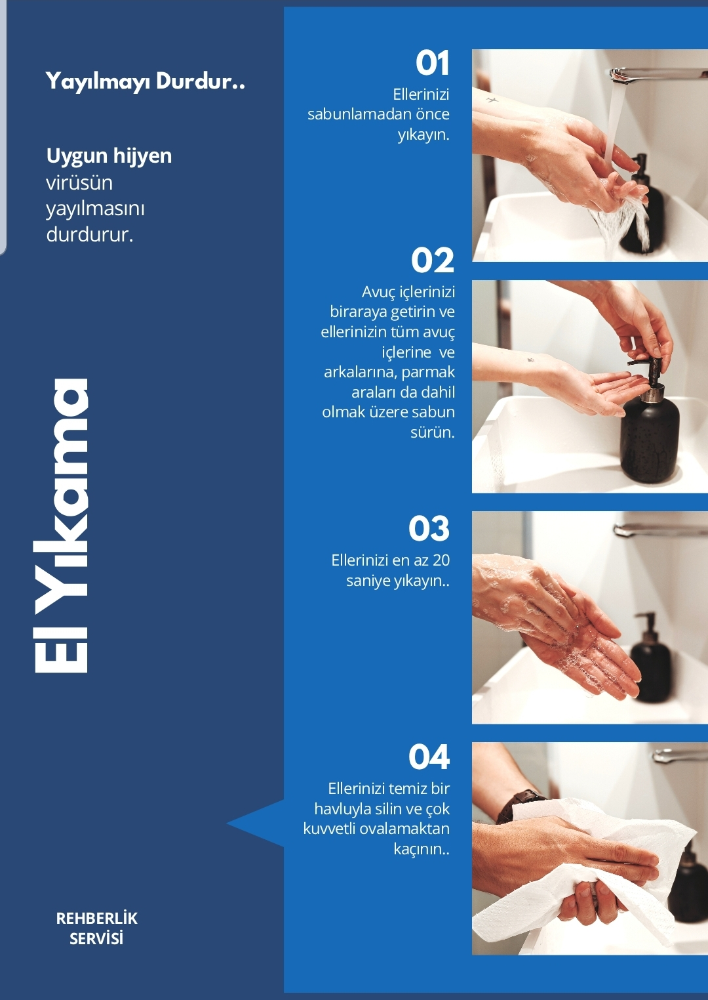 Yayılmayı Durdur..
Uygun hijyen
virüsün
yayılmasını
durdurur.
El Yıkama
REHBERLİK
SERVİSİ
01
Ellerinizi
sabunlamadan önce
yıkayın.
02
Avuç içlerinizi
biraraya getirin ve
ellerinizin tüm avuç
içlerine  ve
arkalarına, parmak
araları da dahil
olmak üzere sabun
sürün.
03
Ellerinizi en az 20
saniye yıkayın..
04
Ellerinizi temiz bir
havluyla silin ve çok
kuvvetli ovalamaktan
kaçının..